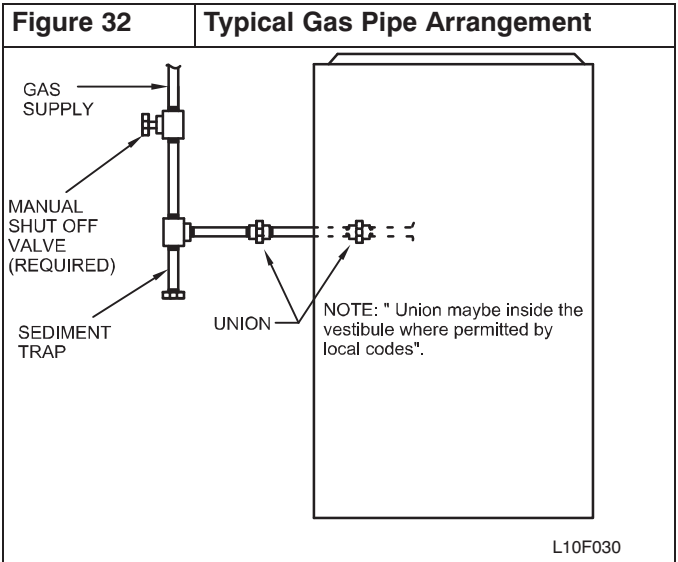 Figure 32
Typical Gas Pipe Arrangement
GAS
SUPPLY
MANUAL
SHUT OFF
VALVE
(REQUIRED)
SEDIMENT
TRAP
UNION
NOTE: " Union maybe inside the
vestibule where permitted by
local codes".
L10F030